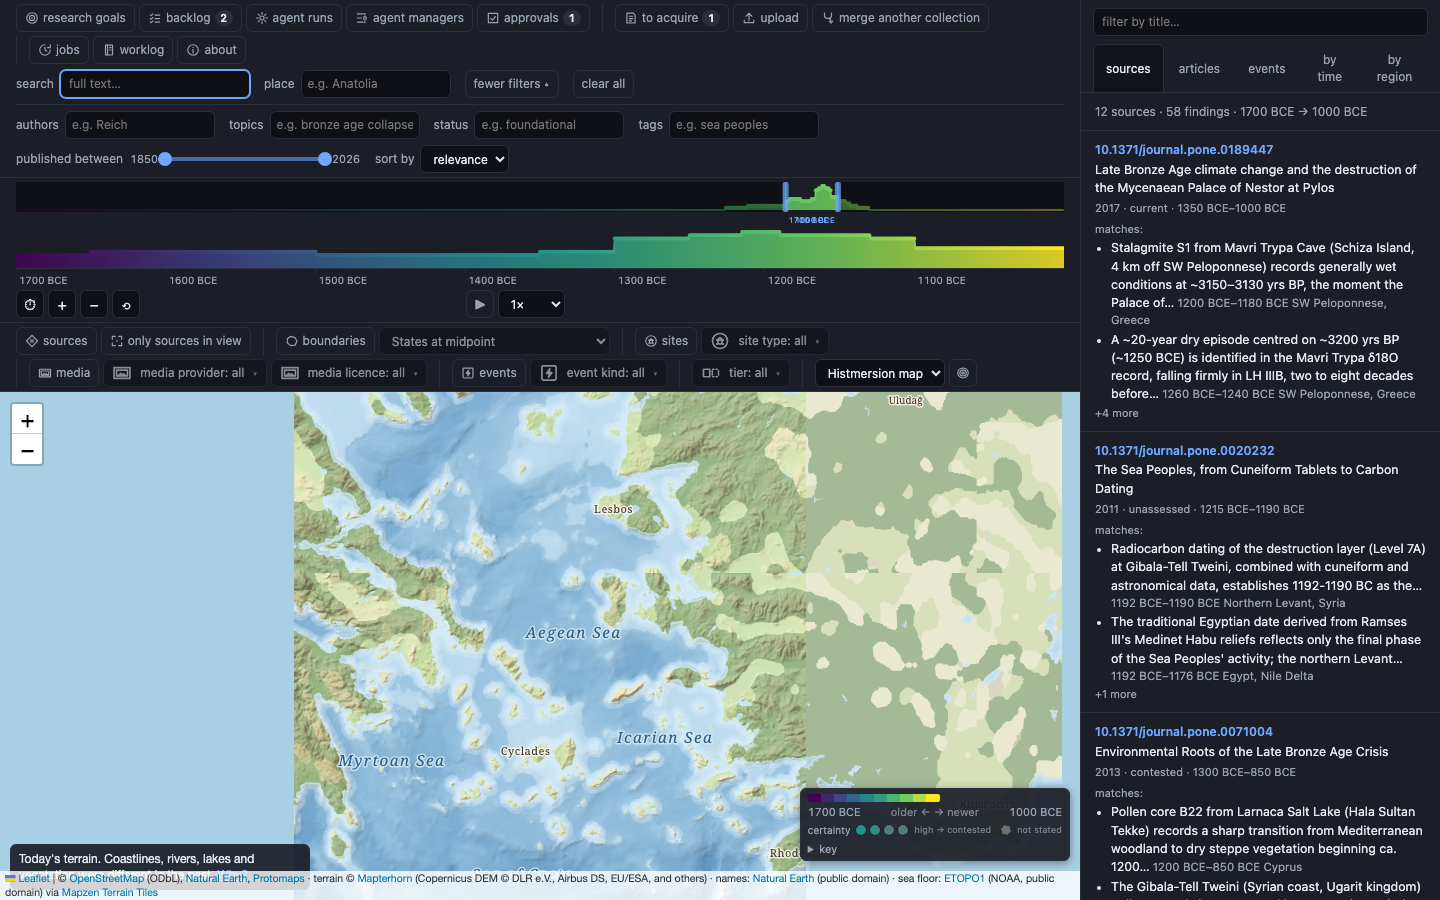 research goals
backlog 2
agent runs
agent managers
approvals 1
to acquire 1
upload
merge another collection
jobs
worklog
about
search full text...
place e.g. Anatolia
fewer filters
clear all
authors e.g. Reich
topics e.g. bronze age collapse
status e.g. foundational
tags e.g. sea peoples
published between 1850 2026
sort by relevance
1700 BCE 1600 BCE 1500 BCE 1400 BCE 1300 BCE 1200 BCE 1100 BCE
1×
sources
only sources in view
boundaries
States at midpoint
sites
site type: all
media
media provider: all
media licence: all
events
event kind: all
tier: all
Histmersion map
+
−
Uludağ
Lesbos
Aegean Sea
Icarian Sea
Cyclades
Myrtoan Sea
Rhod
1700 BCE older ← → newer 1000 BCE
certainty high → contested not stated
key
Today's terrain. Coastlines, rivers, lakes and
Leaflet | © OpenStreetMap (ODbL), Natural Earth, Protomaps · terrain © Mapterhorn (Copernicus DEM © DLR e.V., Airbus DS, EU/ESA, and others) · names: Natural Earth (public domain) · sea floor: ETOPO1 (NOAA, public
domain) via Mapzen Terrain Tiles
filter by title...
sources
articles
events
by time
by region
12 sources · 58 findings · 1700 BCE → 1000 BCE
10.1371/journal.pone.0189447
Late Bronze Age climate change and the destruction of
the Mycenaean Palace of Nestor at Pylos
2017 · current · 1350 BCE–1000 BCE
matches:
• Stalagmite S1 from Mavri Trypa Cave (Schiza Island,
4 km off SW Peloponnese) records generally wet
conditions at ~3150–3130 yrs BP, the moment the
Palace of… 1200 BCE–1180 BCE SW Peloponnese,
Greece
• A ~20-year dry episode centred on ~3200 yrs BP
(~1250 BCE) is identified in the Mavri Trypa δ18O
record, falling firmly in LH IIIB, two to eight decades
before… 1260 BCE–1240 BCE SW Peloponnese, Greece
+4 more
10.1371/journal.pone.0020232
The Sea Peoples, from Cuneiform Tablets to Carbon
Dating
2011 · unassessed · 1215 BCE–1190 BCE
matches:
• Radiocarbon dating of the destruction layer (Level 7A)
at Gibala-Tell Tweini, combined with cuneiform and
astronomical data, establishes 1192-1190 BC as the…
1192 BCE–1190 BCE Northern Levant, Syria
• The traditional Egyptian date derived from Ramses
III's Medinet Habu reliefs reflects only the final phase
of the Sea Peoples' activity; the northern Levant…
1192 BCE–1176 BCE Egypt, Nile Delta
+1 more
10.1371/journal.pone.0071004
Environmental Roots of the Late Bronze Age Crisis
2013 · contested · 1300 BCE–850 BCE
matches:
• Pollen core B22 from Larnaca Salt Lake (Hala Sultan
Tekke) records a sharp transition from Mediterranean
woodland to dry steppe vegetation beginning ca.
1200… 1200 BCE–850 BCE Cyprus
• The Gibala-Tell Tweini (Syrian coast, Ugarit kingdom)